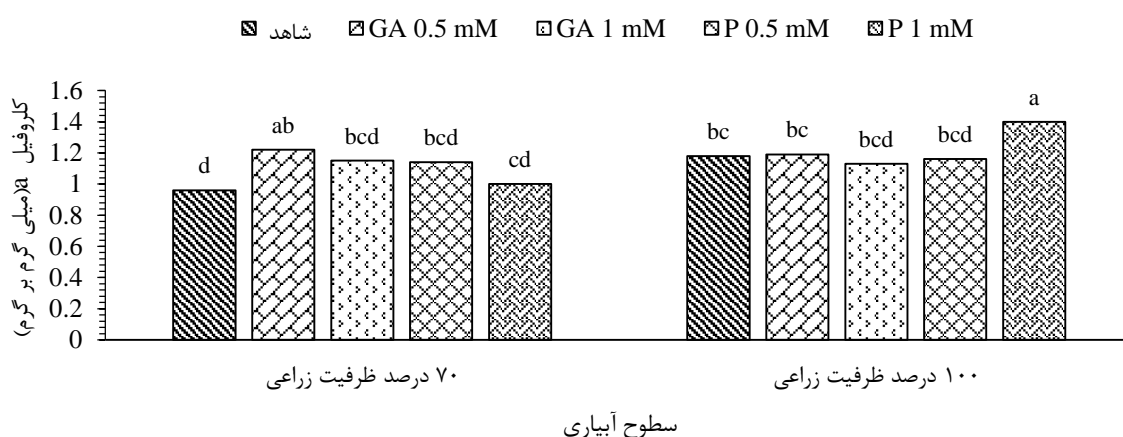 شاهد GA 0.5 mM GA 1 mM P 0.5 mM P 1 mM
کلروفیل a (میلی گرم بر گرم)
1.6
1.4
1.2
1
0.8
0.6
0.4
0.2
0
d ab bcd bcd cd bc bc bcd bcd a
۷۰ درصد ظرفیت زراعی ۱۰۰ درصد ظرفیت زراعی
سطوح آبیاری